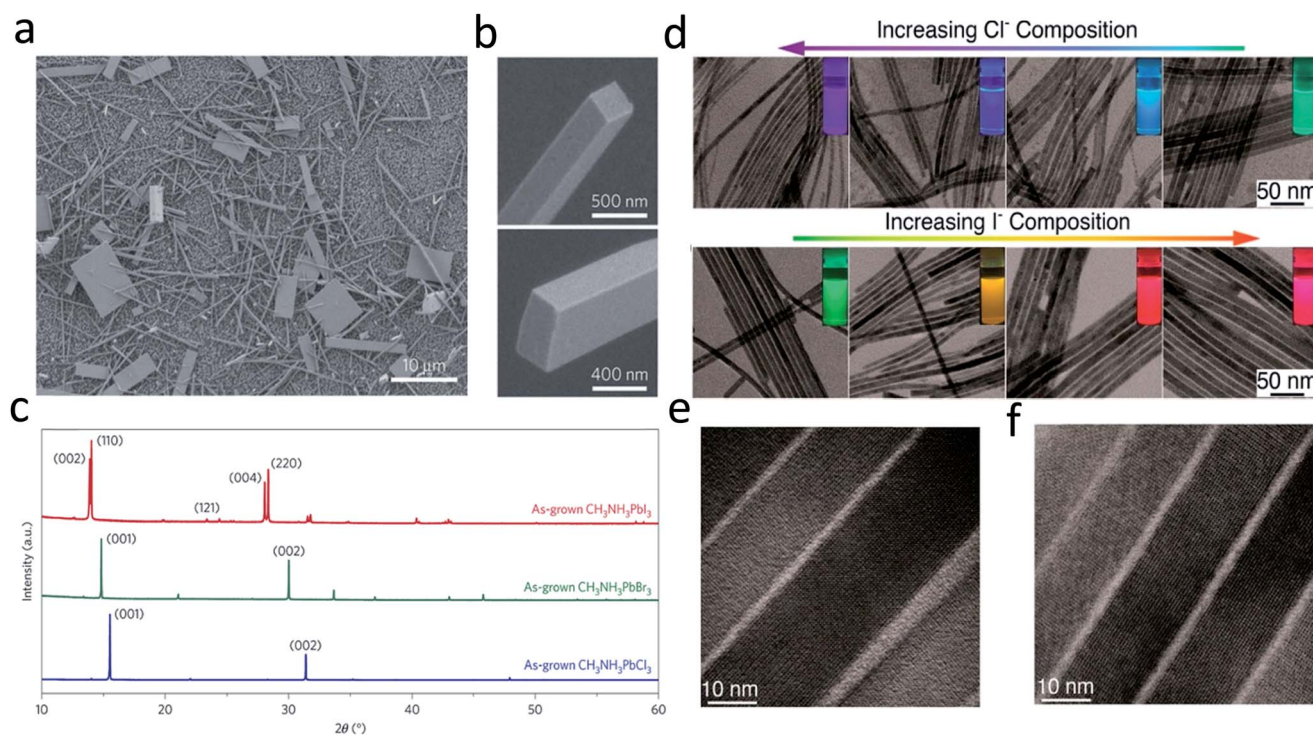 a
10 µm
b
500 nm
400 nm
c
(110)
(002)
(220)
(004)
(121)
As-grown CH₃NH₃PbI₃
(001)
(002)
As-grown CH₃NH₃PbBr₃
(001)
(002)
As-grown CH₃NH₃PbCl₃
Intensity (a.u.)
10 20 30 40 50 60
2θ (°)
d
Increasing Cl⁻ Composition
50 nm
Increasing I⁻ Composition
50 nm
e
10 nm
f
10 nm